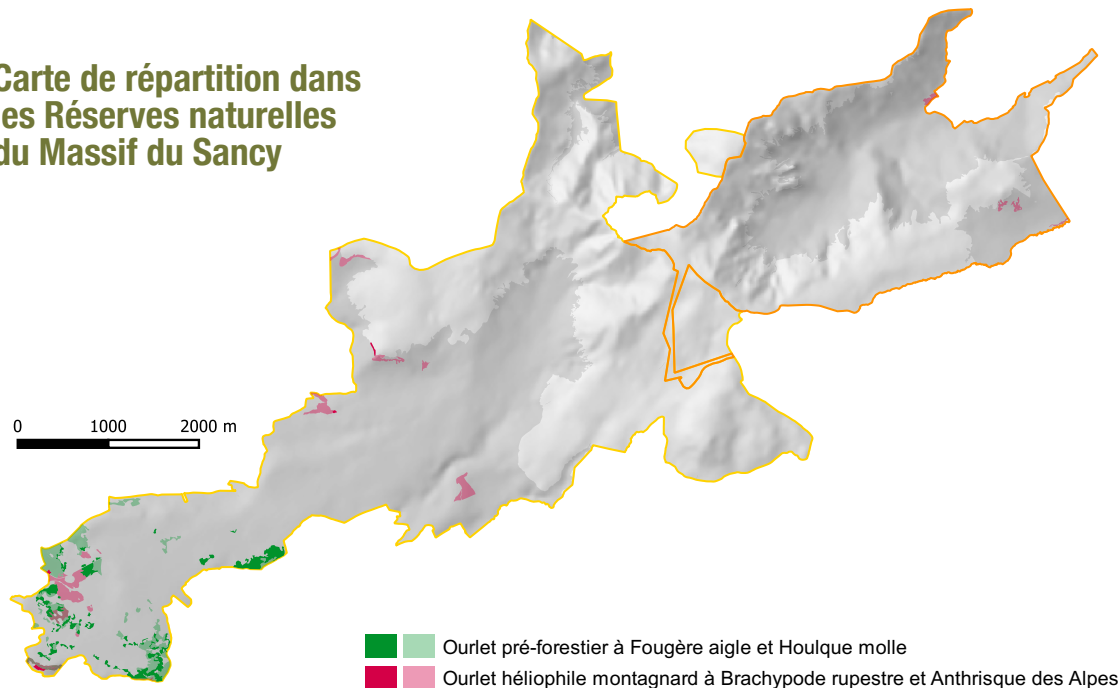 Carte de répartition dans
les Réserves naturelles
du Massif du Sancy
0 1000 2000 m
Ourlet pré-forestier à Fougère aigle et Houlque molle
Ourlet héliophile montagnard à Brachypode rupestre et Anthrisque des Alpes